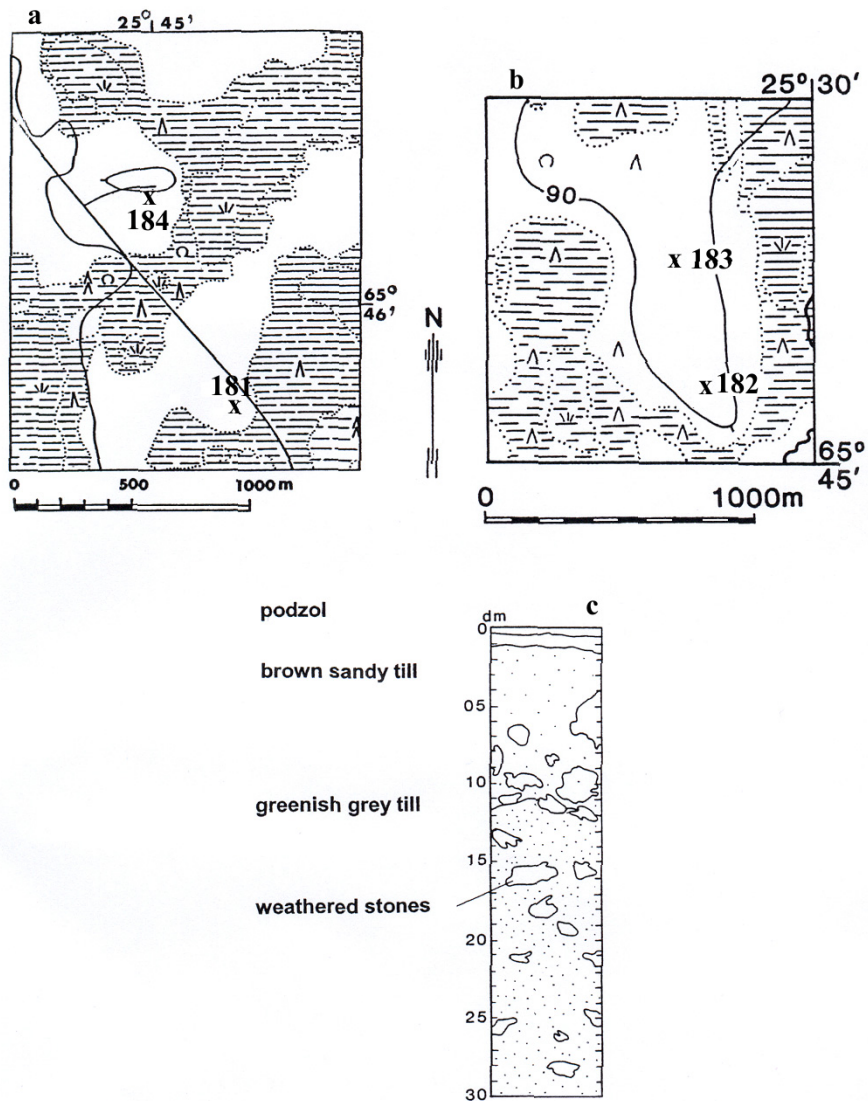 a
25° 45′
184
65°
46′
181
0 500 1000m
N
b
25° 30′
90
x 183
x 182
65°
45′
0 1000m
c
dm
podzol
0
brown sandy till
05
10
greenish grey till
15
weathered stones
20
25
30